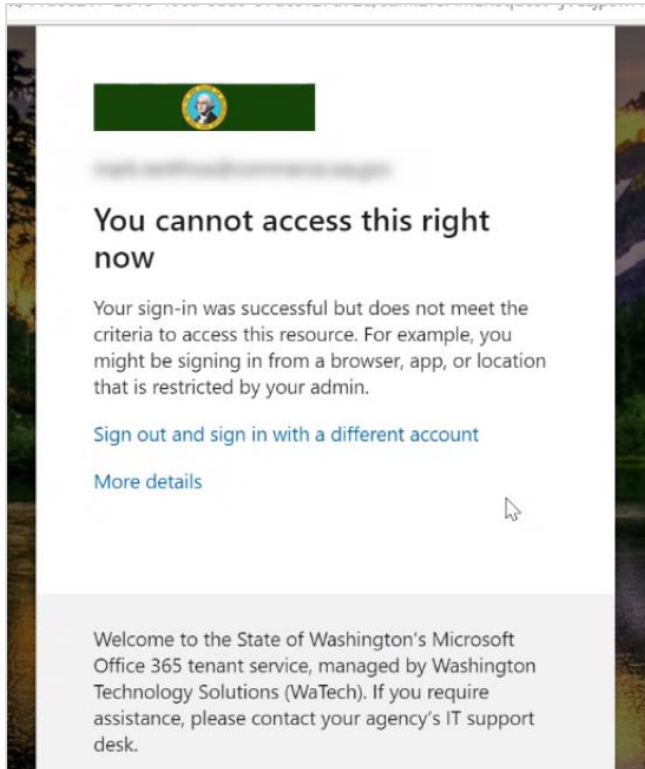 You cannot access this right
now
Your sign-in was successful but does not meet the
criteria to access this resource. For example, you
might be signing in from a browser, app, or location
that is restricted by your admin.
Sign out and sign in with a different account
More details
Welcome to the State of Washington's Microsoft
Office 365 tenant service, managed by Washington
Technology Solutions (WaTech). If you require
assistance, please contact your agency's IT support
desk.